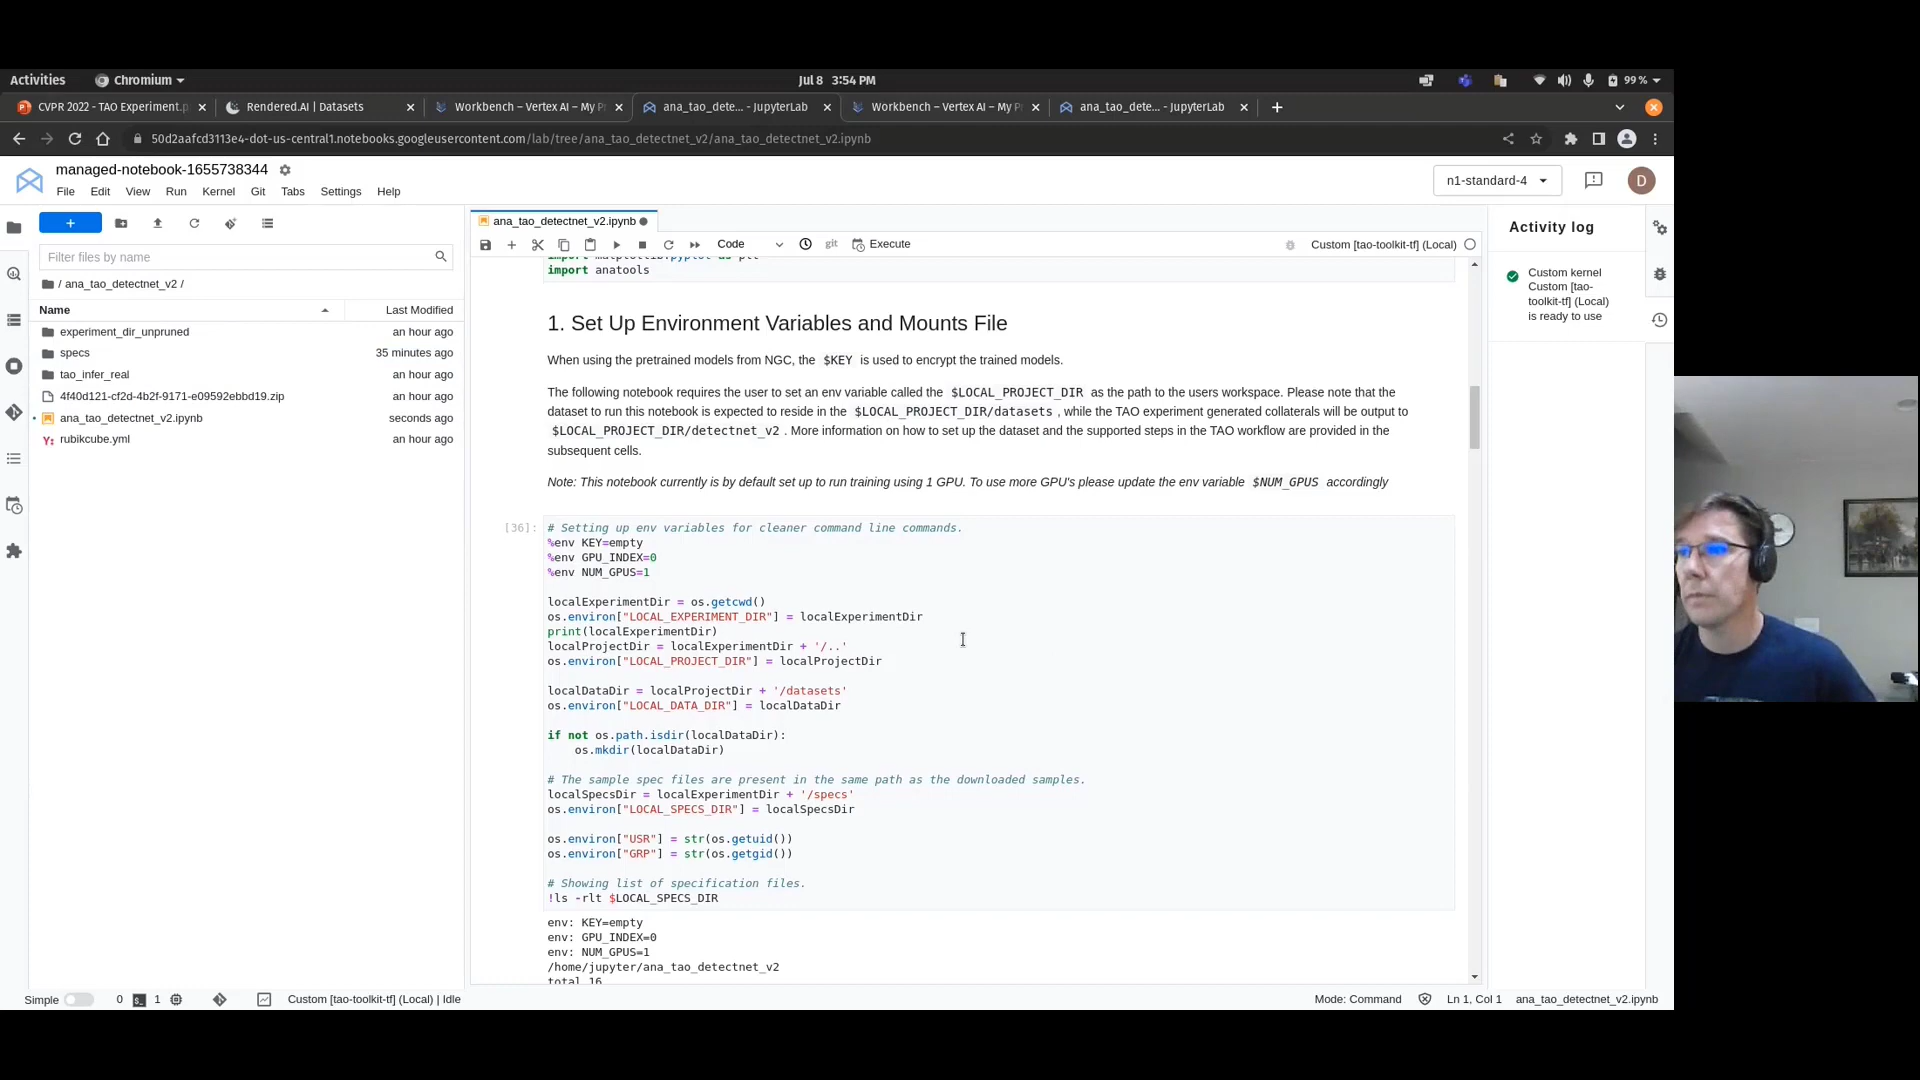 Activities
Chromium
Jul 8 3:54 PM
99 %
CVPR 2022 - TAO Experiment.p
Rendered.AI | Datasets
Workbench – Vertex AI – My P
ana_tao_dete... - JupyterLab
Workbench – Vertex AI – My P
ana_tao_dete... - JupyterLab
50d2aafcd3113e4-dot-us-central1.notebooks.googleusercontent.com/lab/tree/ana_tao_detectnet_v2/ana_tao_detectnet_v2.ipynb
managed-notebook-1655738344
File Edit View Run Kernel Git Tabs Settings Help
n1-standard-4
D
Filter files by name
/ ana_tao_detectnet_v2 /
Name Last Modified
experiment_dir_unpruned an hour ago
specs 35 minutes ago
tao_infer_real an hour ago
4f40d121-cf2d-4b2f-9171-e09592ebbd19.zip an hour ago
ana_tao_detectnet_v2.ipynb seconds ago
Y: rubikcube.yml an hour ago
ana_tao_detectnet_v2.ipynb
Code
git
Execute
Custom [tao-toolkit-tf] (Local)
import matplotlib.pyplot as plt
import anatools
1. Set Up Environment Variables and Mounts File
When using the pretrained models from NGC, the $KEY is used to encrypt the trained models.
The following notebook requires the user to set an env variable called the $LOCAL_PROJECT_DIR as the path to the users workspace. Please note that the
dataset to run this notebook is expected to reside in the $LOCAL_PROJECT_DIR/datasets , while the TAO experiment generated collaterals will be output to
$LOCAL_PROJECT_DIR/detectnet_v2 . More information on how to set up the dataset and the supported steps in the TAO workflow are provided in the
subsequent cells.
Note: This notebook currently is by default set up to run training using 1 GPU. To use more GPU's please update the env variable $NUM_GPUS accordingly
[36]: # Setting up env variables for cleaner command line commands.
%env KEY=empty
%env GPU_INDEX=0
%env NUM_GPUS=1
localExperimentDir = os.getcwd()
os.environ["LOCAL_EXPERIMENT_DIR"] = localExperimentDir
print(localExperimentDir)
localProjectDir = localExperimentDir + '/..'
os.environ["LOCAL_PROJECT_DIR"] = localProjectDir
localDataDir = localProjectDir + '/datasets'
os.environ["LOCAL_DATA_DIR"] = localDataDir
if not os.path.isdir(localDataDir):
    os.mkdir(localDataDir)
# The sample spec files are present in the same path as the downloaded samples.
localSpecsDir = localExperimentDir + '/specs'
os.environ["LOCAL_SPECS_DIR"] = localSpecsDir
os.environ["USR"] = str(os.getuid())
os.environ["GRP"] = str(os.getgid())
# Showing list of specification files.
!ls -rlt $LOCAL_SPECS_DIR
env: KEY=empty
env: GPU_INDEX=0
env: NUM_GPUS=1
/home/jupyter/ana_tao_detectnet_v2
total 16
Activity log
Custom kernel
Custom [tao-
toolkit-tf] (Local)
is ready to use
Simple
0
1
Custom [tao-toolkit-tf] (Local) | Idle
Mode: Command
Ln 1, Col 1
ana_tao_detectnet_v2.ipynb